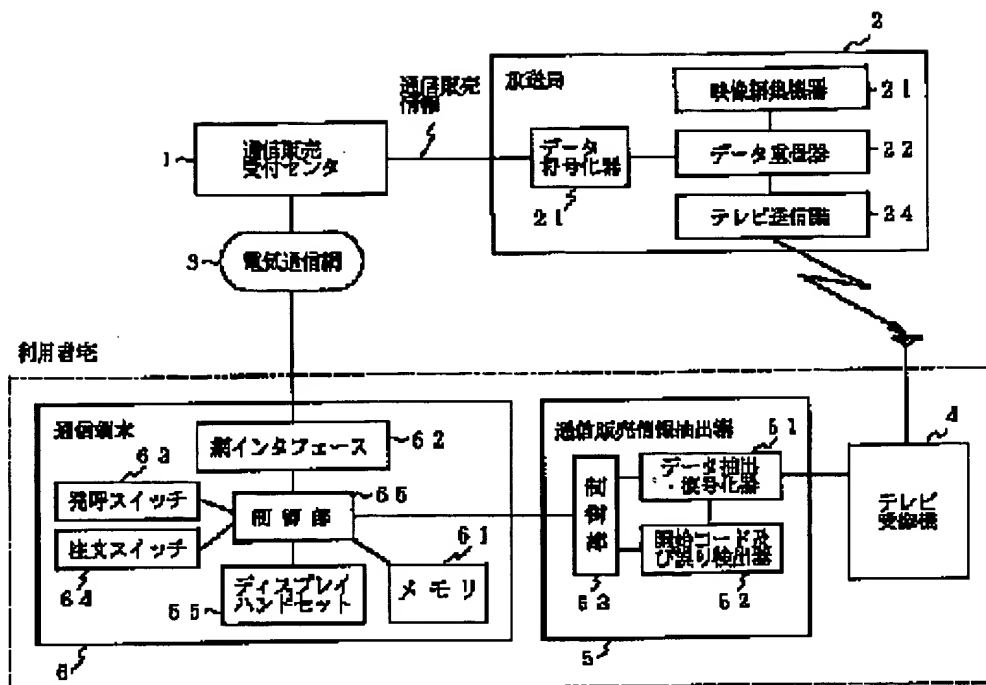 2
放送局
通信販売
情報
映像編集機器
21
1
通信販売
受付センタ
データ
符号化器
21
データ重畳器
22
テレビ送信機
24
3
電気通信網
利用者宅
通信端末
網インタフェース
62
63
発呼スイッチ
注文スイッチ
64
制御部
66
ディスプレイ
ハンドセット
65
メモリ
61
6
通信販売情報抽出器
51
データ抽出
・復号化器
開始コード及
び誤り検出器
52
53
5
4
テレビ
受像機